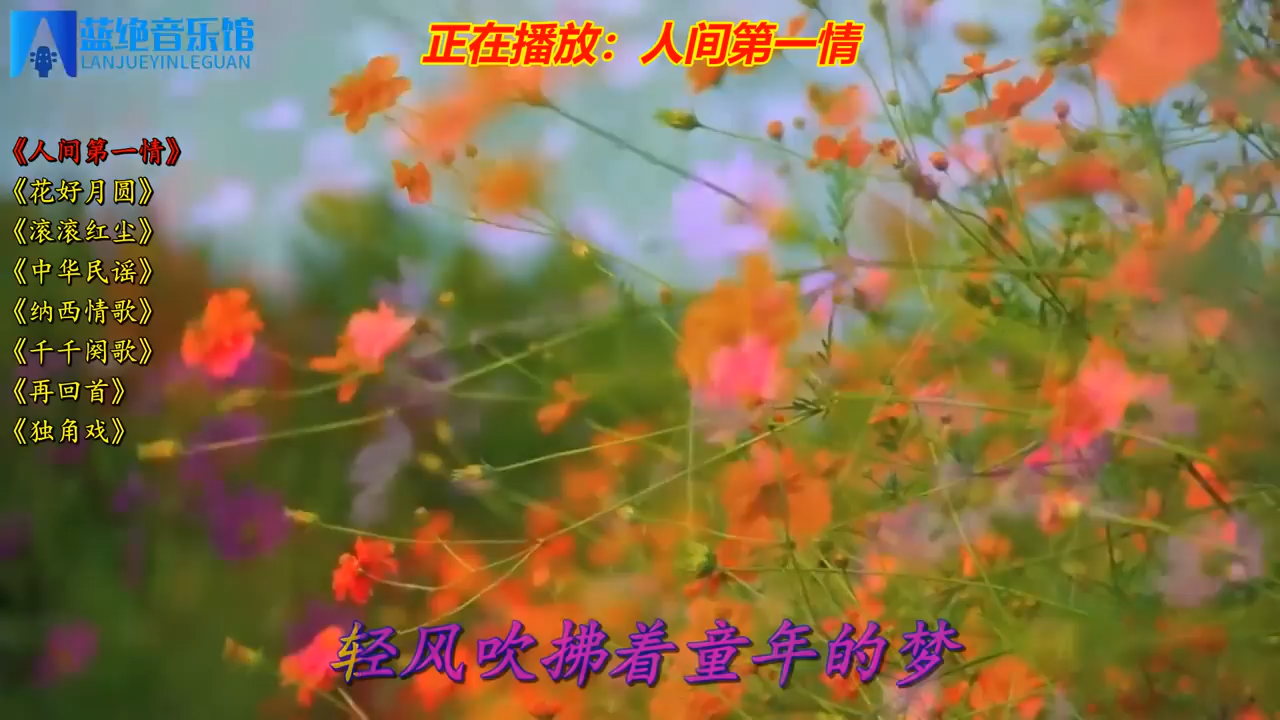 蓝绝音乐馆
LANJUEYINLEGUAN
正在播放：人间第一情
《人间第一情》
《花好月圆》
《滚滚红尘》
《中华民谣》
《纳西情歌》
《千千阕歌》
《再回首》
《独角戏》
轻风吹拂着童年的梦